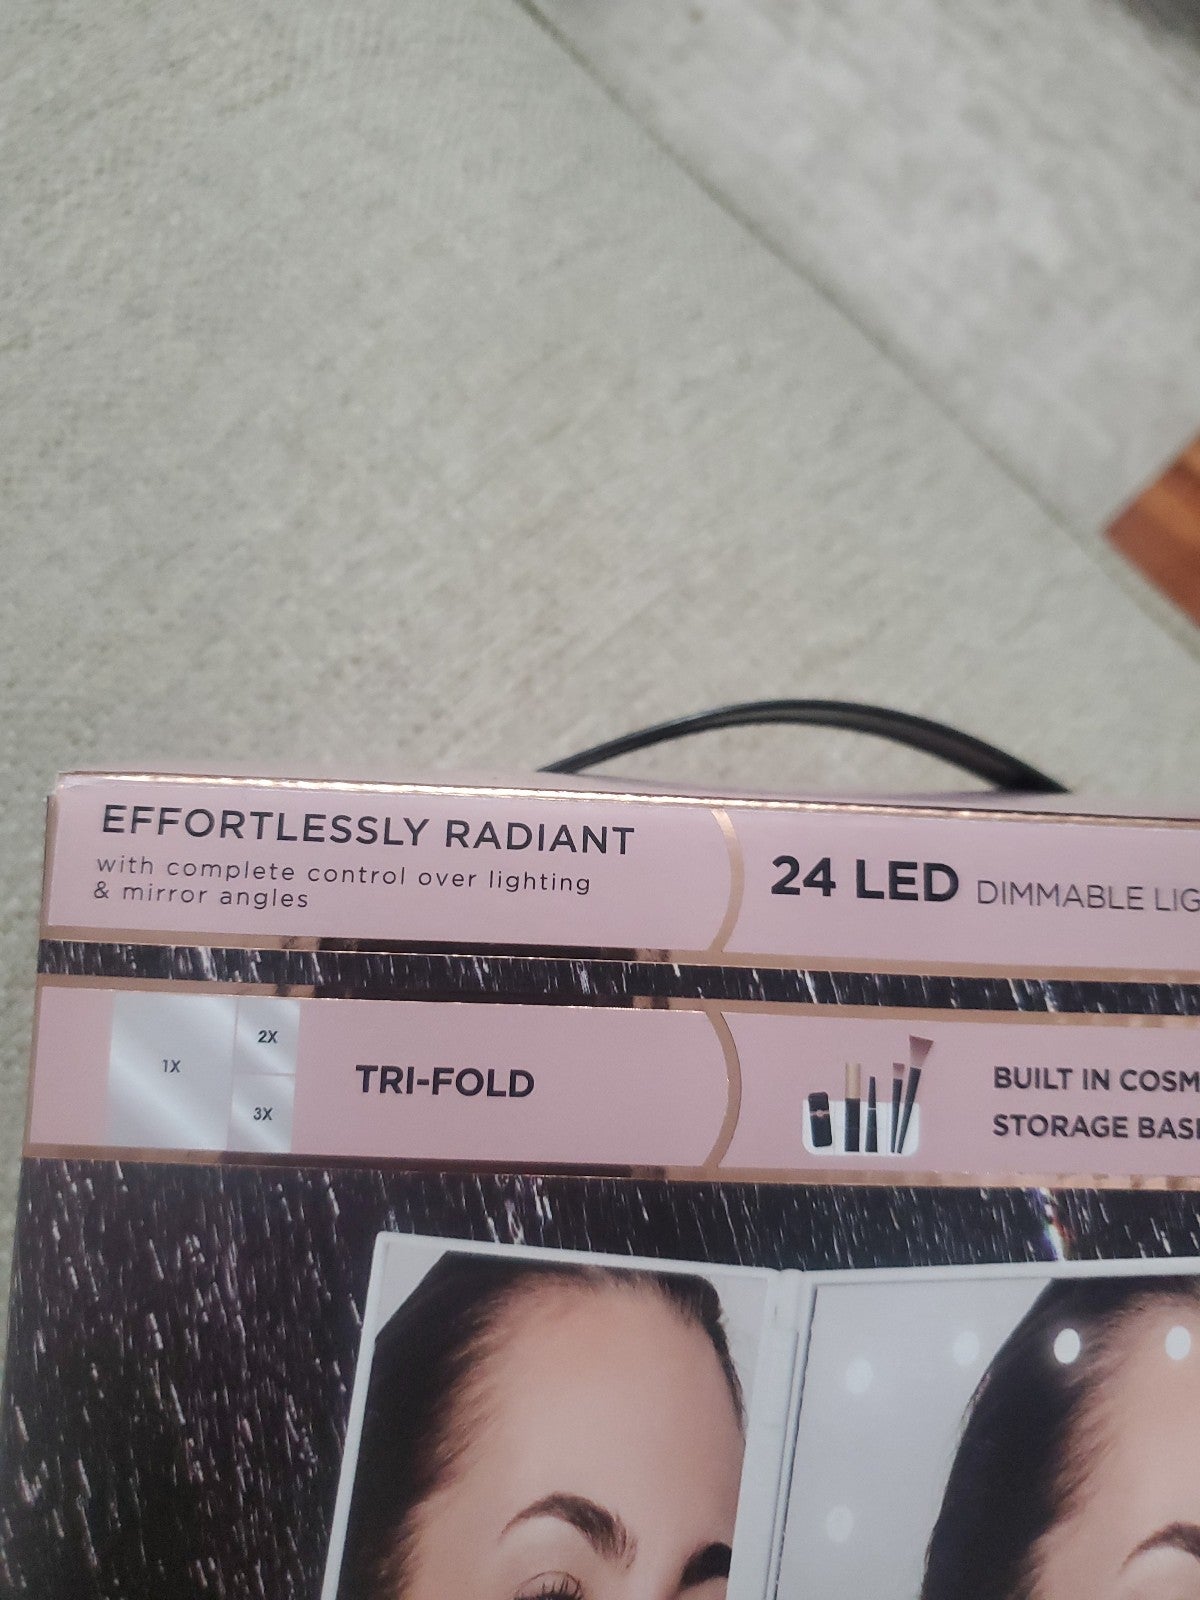 EFFORTLESSLY RADIANT
with complete control over lighting
& mirror angles
24 LED DIMMABLE
1X
2X
3X
TRI-FOLD
BUILT IN
STORAGE